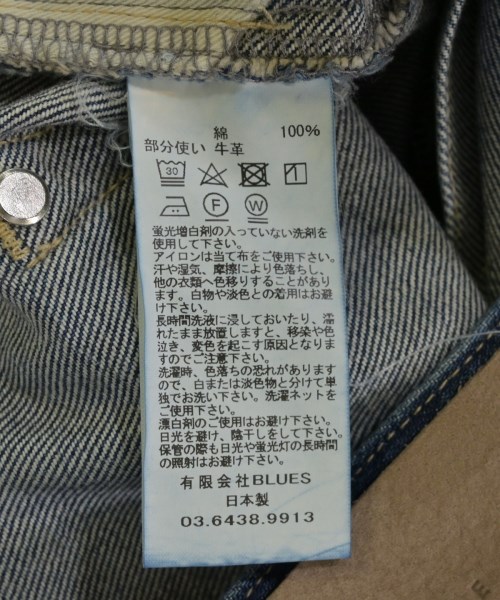 綿 100%
部分使い 牛革
30
F W
蛍光増白剤の入っていない洗剤を
使用して下さい。
アイロンは当て布をご使用下さい。
汗や湿気、摩擦により色落ちし、
他の衣類へ色移りすることがあり
ます。白物や淡色との着用はお避
け下さい。
長時間洗液に浸しておいたり、濡
れたまま放置しますと、移染や色
泣き、変色を起こす原因となりま
すのでご注意下さい。
洗濯時、色落ちの恐れがあります
ので、白または淡色物と分けて単
独でお洗い下さい。洗濯ネットを
ご使用下さい。
漂白剤のご使用はお避け下さい。
日光を避け、陰干しをして下さい。
保管の際も日光や蛍光灯の長時間
の照射はお避け下さい。
有限会社BLUES
日本製
03.6438.9913